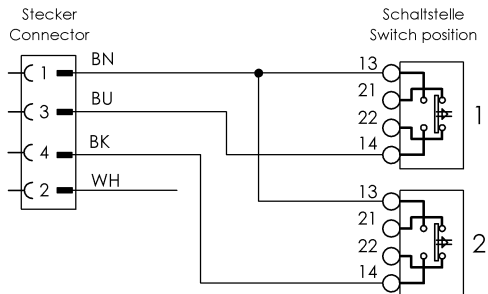 Stecker
Connector
Schaltstelle
Switch position
1 BN
3 BU
4 BK
2 WH
13
21
22
14
1
13
21
22
14
2